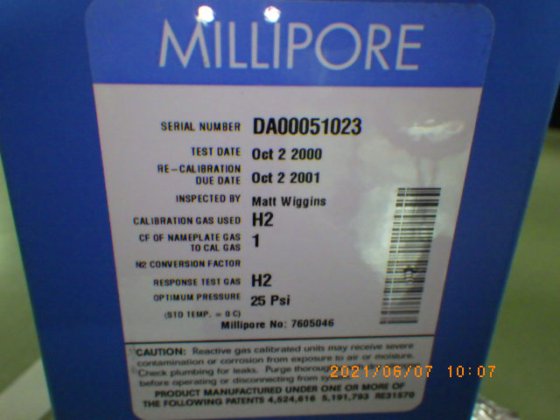 MILLIPORE
SERIAL NUMBER DA00051023
TEST DATE Oct 2 2000
RE-CALIBRATION
DUE DATE Oct 2 2001
INSPECTED BY Matt Wiggins
CALIBRATION GAS USED H2
CF OF NAMEPLATE GAS
TO CAL GAS 1
N2 CONVERSION FACTOR
RESPONSE TEST GAS H2
OPTIMUM PRESSURE 25 Psi
(STD TEMP. = 0 C)
Millipore No: 7605046
CAUTION: Reactive gas calibrated units may receive severe
contamination or corrosion from exposure to air or moisture.
Check plumbing for leaks. Purge
before operating or disconnecting from
PRODUCT MANUFACTURED UNDER ONE OR MORE OF
THE FOLLOWING PATENTS 4,524,616 5,191,793 RE31570
2021/06/07 10:07